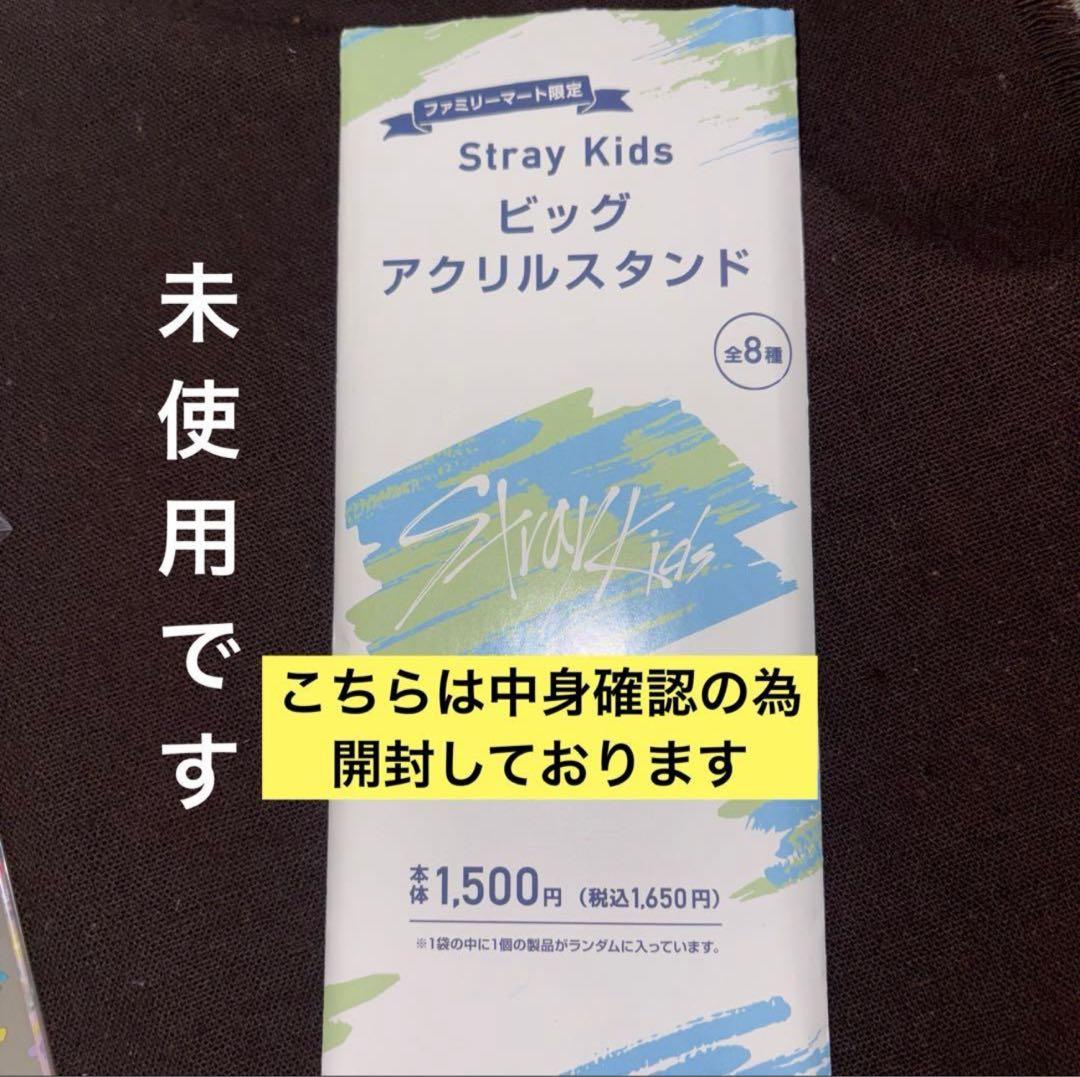 ファミリーマート限定
Stray Kids
ビッグ
アクリルスタンド
全8種
Stray Kids
未使用です
こちらは中身確認の為
開封しております
本体1,500円（税込1,650円）
※1袋の中に1個の製品がランダムに入っています。